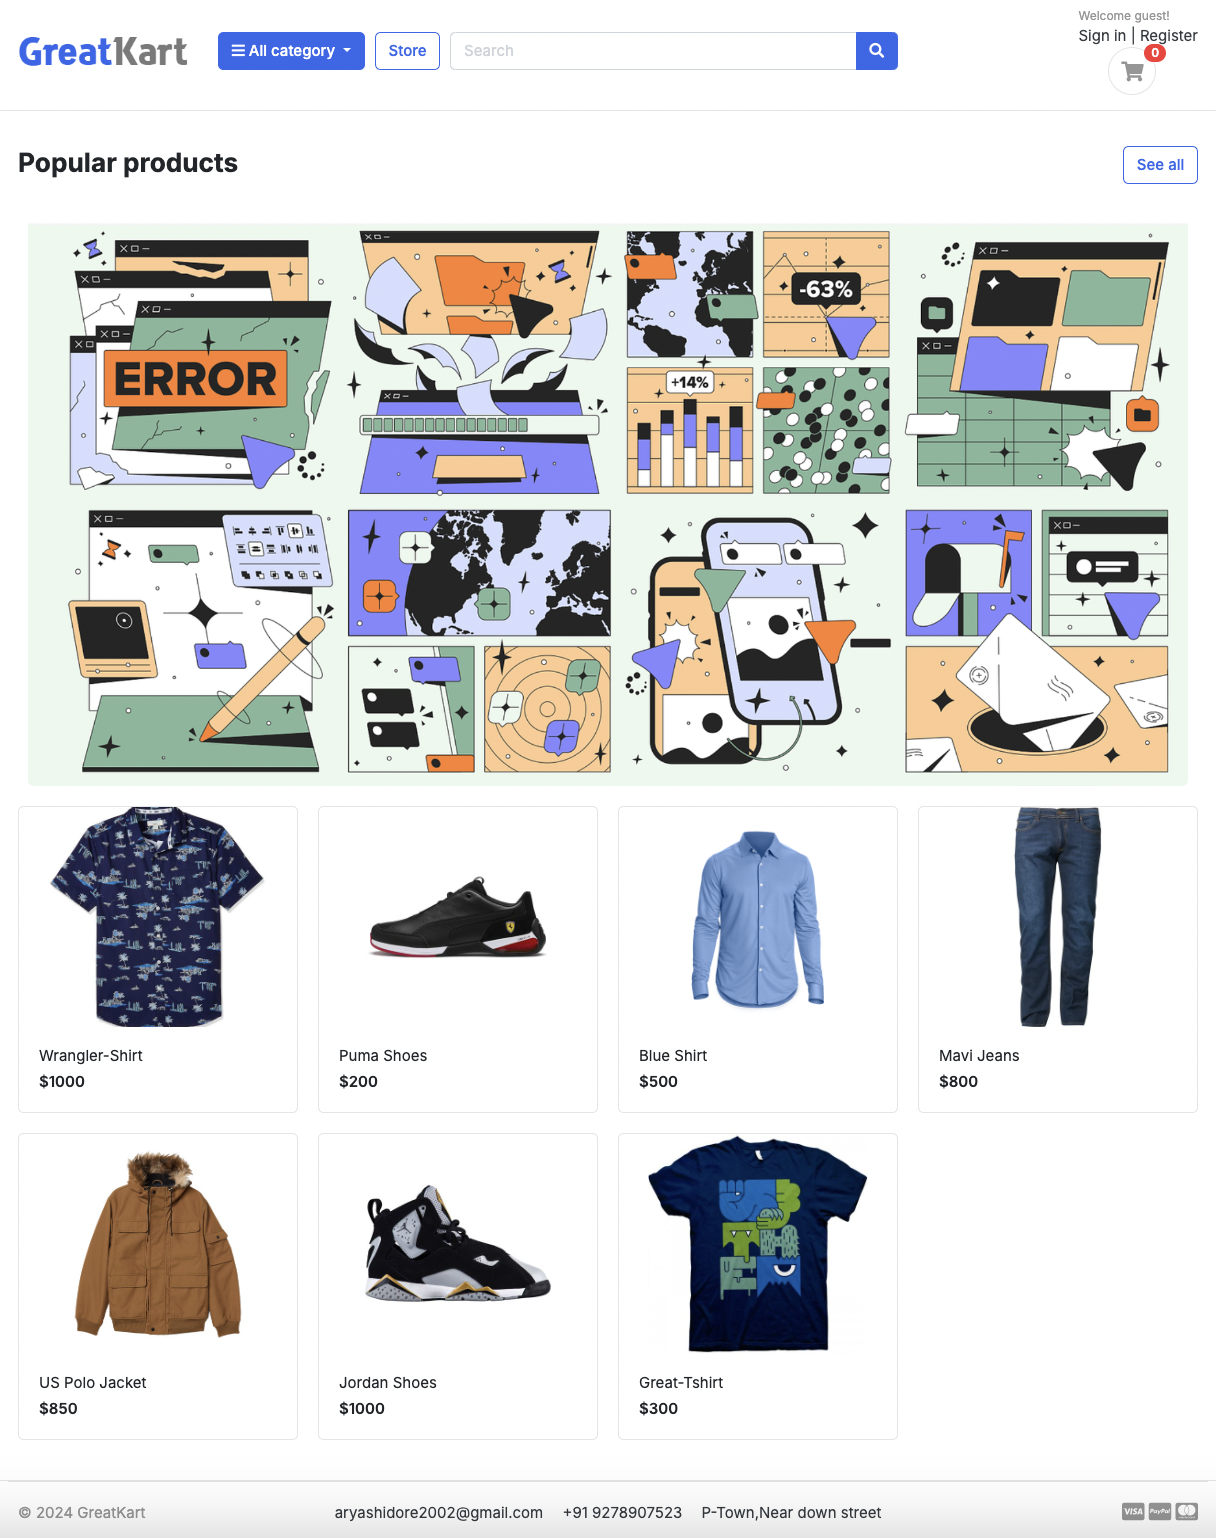 Welcome guest!
GreatKart
All category
Store
Search
Sign in | Register
0
Popular products
See all
ERROR
-63%
+14%
Wrangler-Shirt
$1000
Puma Shoes
$200
Blue Shirt
$500
Mavi Jeans
$800
US Polo Jacket
$850
Jordan Shoes
$1000
Great-Tshirt
$300
© 2024 GreatKart
aryashidore2002@gmail.com
+91 9278907523
P-Town,Near down street
VISA
PayPal